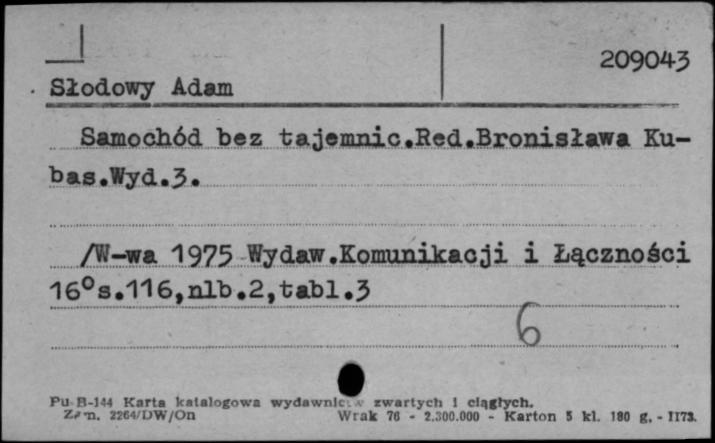 209043
Słodowy Adam
Samochód bez tajemnic.Red.Bronisława Ku-
bas.Wyd.3.
/W-wa 1975 Wydaw.Komunikacji i Łączności
16°s.116,nlb.2,tabl.3
6
Pu B-144 Karta katalogowa wydawnictw zwartych i ciągłych.
Zam. 2264/DW/On Wrak 76 - 2.300.000 - Karton 5 kl. 180 g. - II73.